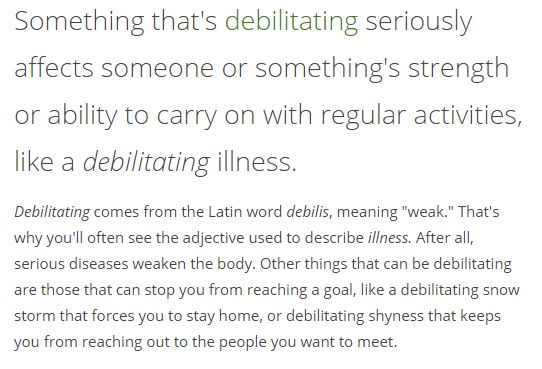 Something that's debilitating seriously
affects someone or something's strength
or ability to carry on with regular activities,
like a debilitating illness.
Debilitating comes from the Latin word debilis, meaning "weak." That's
why you'll often see the adjective used to describe illness. After all,
serious diseases weaken the body. Other things that can be debilitating
are those that can stop you from reaching a goal, like a debilitating snow
storm that forces you to stay home, or debilitating shyness that keeps
you from reaching out to the people you want to meet.